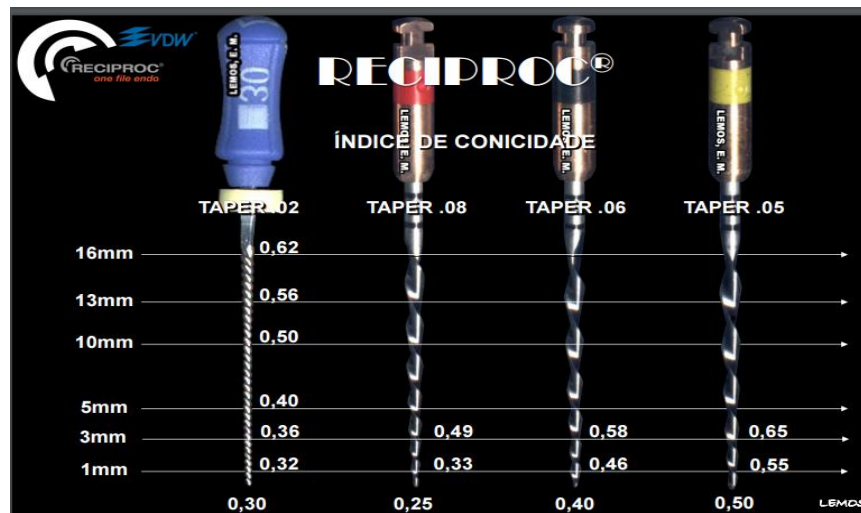 VDW
RECIPROC®
one file endo
RECIPROC®
30
LEMOS, E. M.
LEMOS, E. M.
LEMOS, E. M.
LEMOS, E. M.
ÍNDICE DE CONICIDADE
TAPER .02 TAPER .08 TAPER .06 TAPER .05
16mm 0,62
13mm 0,56
10mm 0,50
5mm 0,40
3mm 0,36 0,49 0,58 0,65
1mm 0,32 0,33 0,46 0,55
0,30 0,25 0,40 0,50
LEMOS